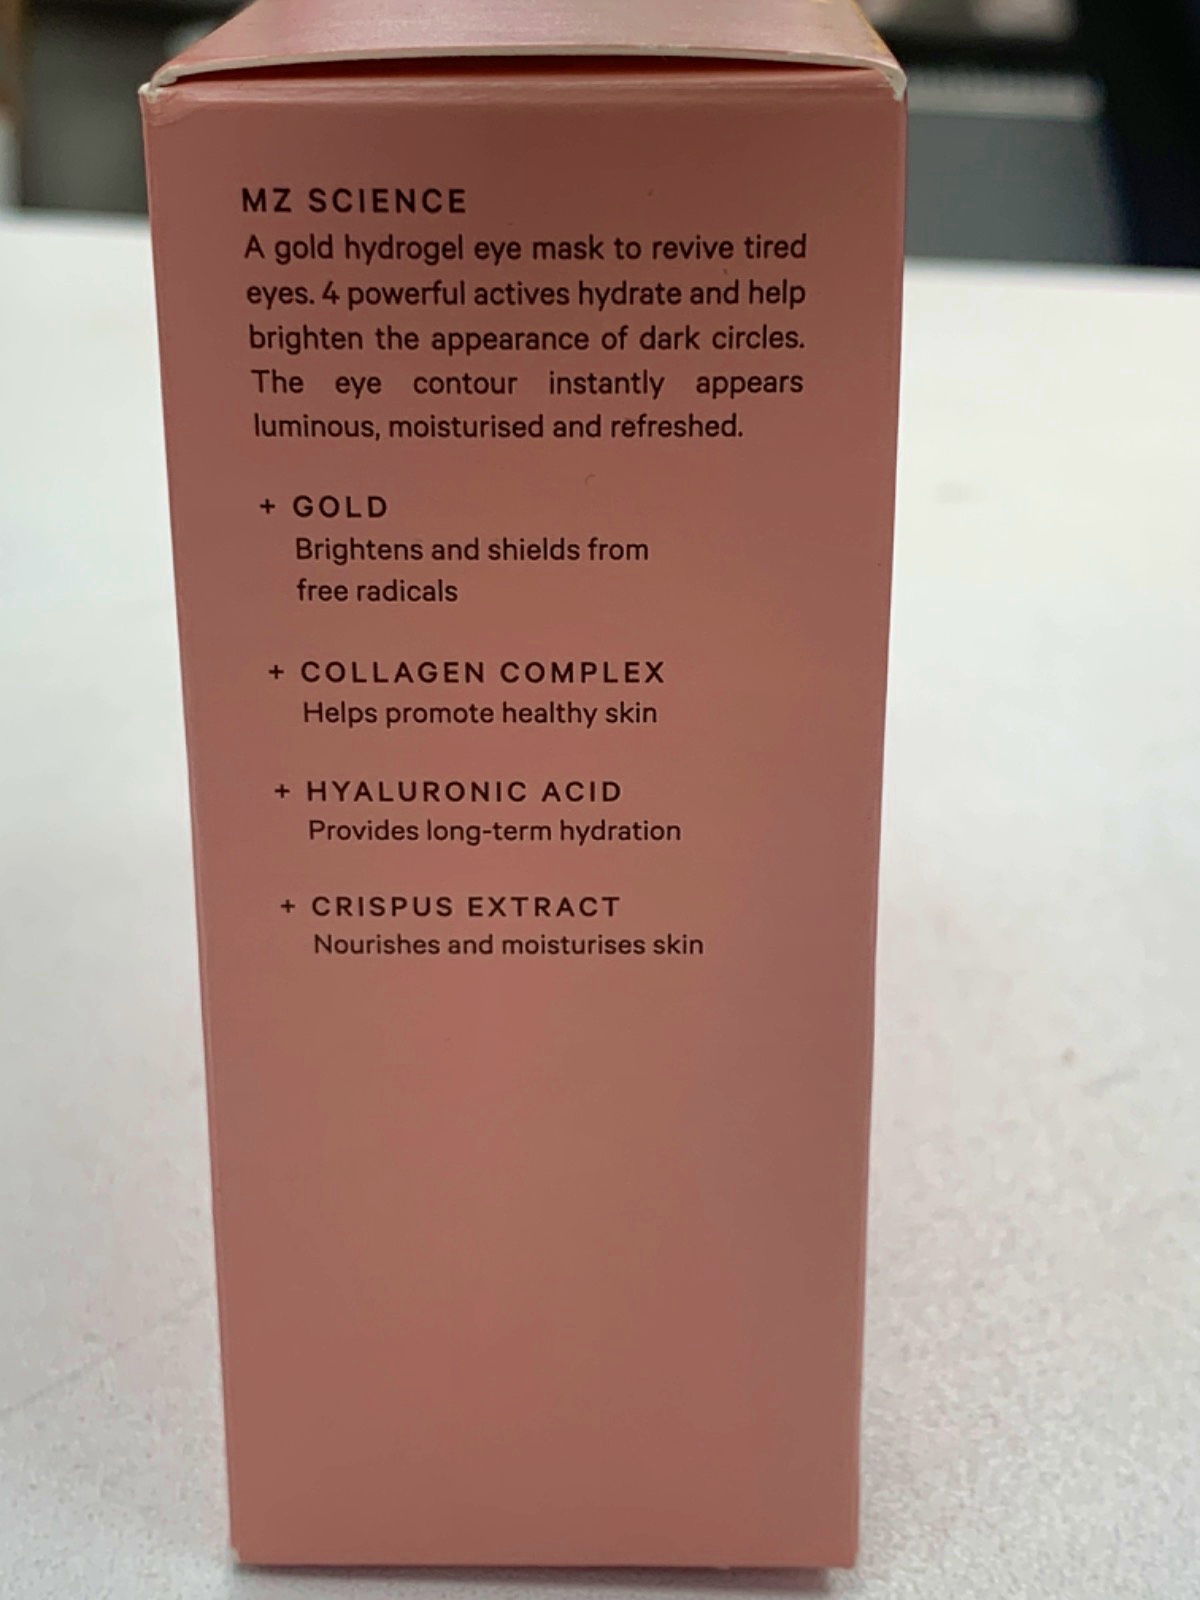 MZ SCIENCE
A gold hydrogel eye mask to revive tired
eyes. 4 powerful actives hydrate and help
brighten the appearance of dark circles.
The eye contour instantly appears
luminous, moisturised and refreshed.
+ GOLD
Brightens and shields from
free radicals
+ COLLAGEN COMPLEX
Helps promote healthy skin
+ HYALURONIC ACID
Provides long-term hydration
+ CRISPUS EXTRACT
Nourishes and moisturises skin